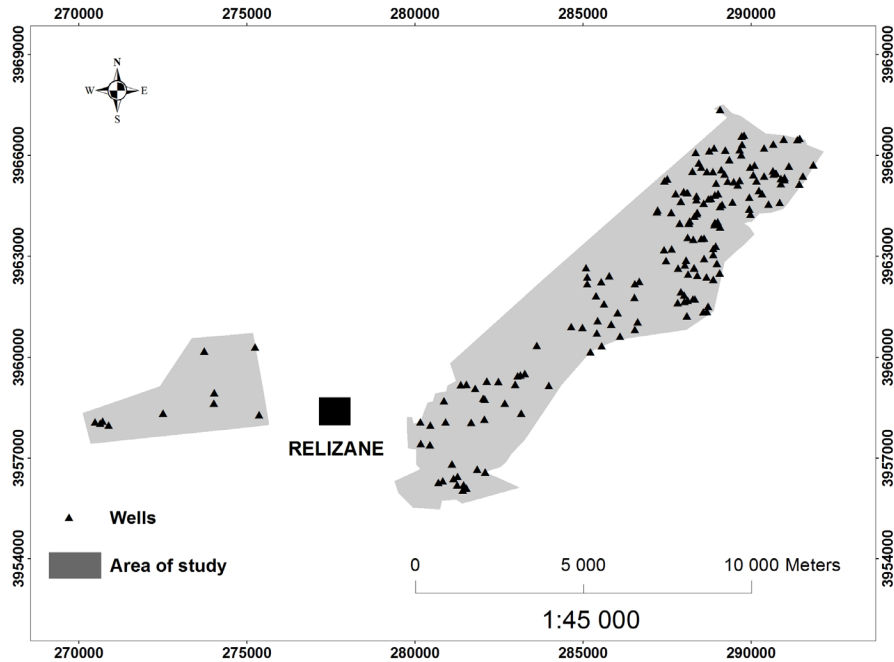 270000 275000 280000 285000 290000
3969000 3969000
N
W E
S
3966000 3966000
3963000 3963000
3960000 3960000
RELIZANE
3957000 3957000
Wells
3954000 3954000
Area of study
0 5 000 10 000 Meters
1:45 000
270000 275000 280000 285000 290000